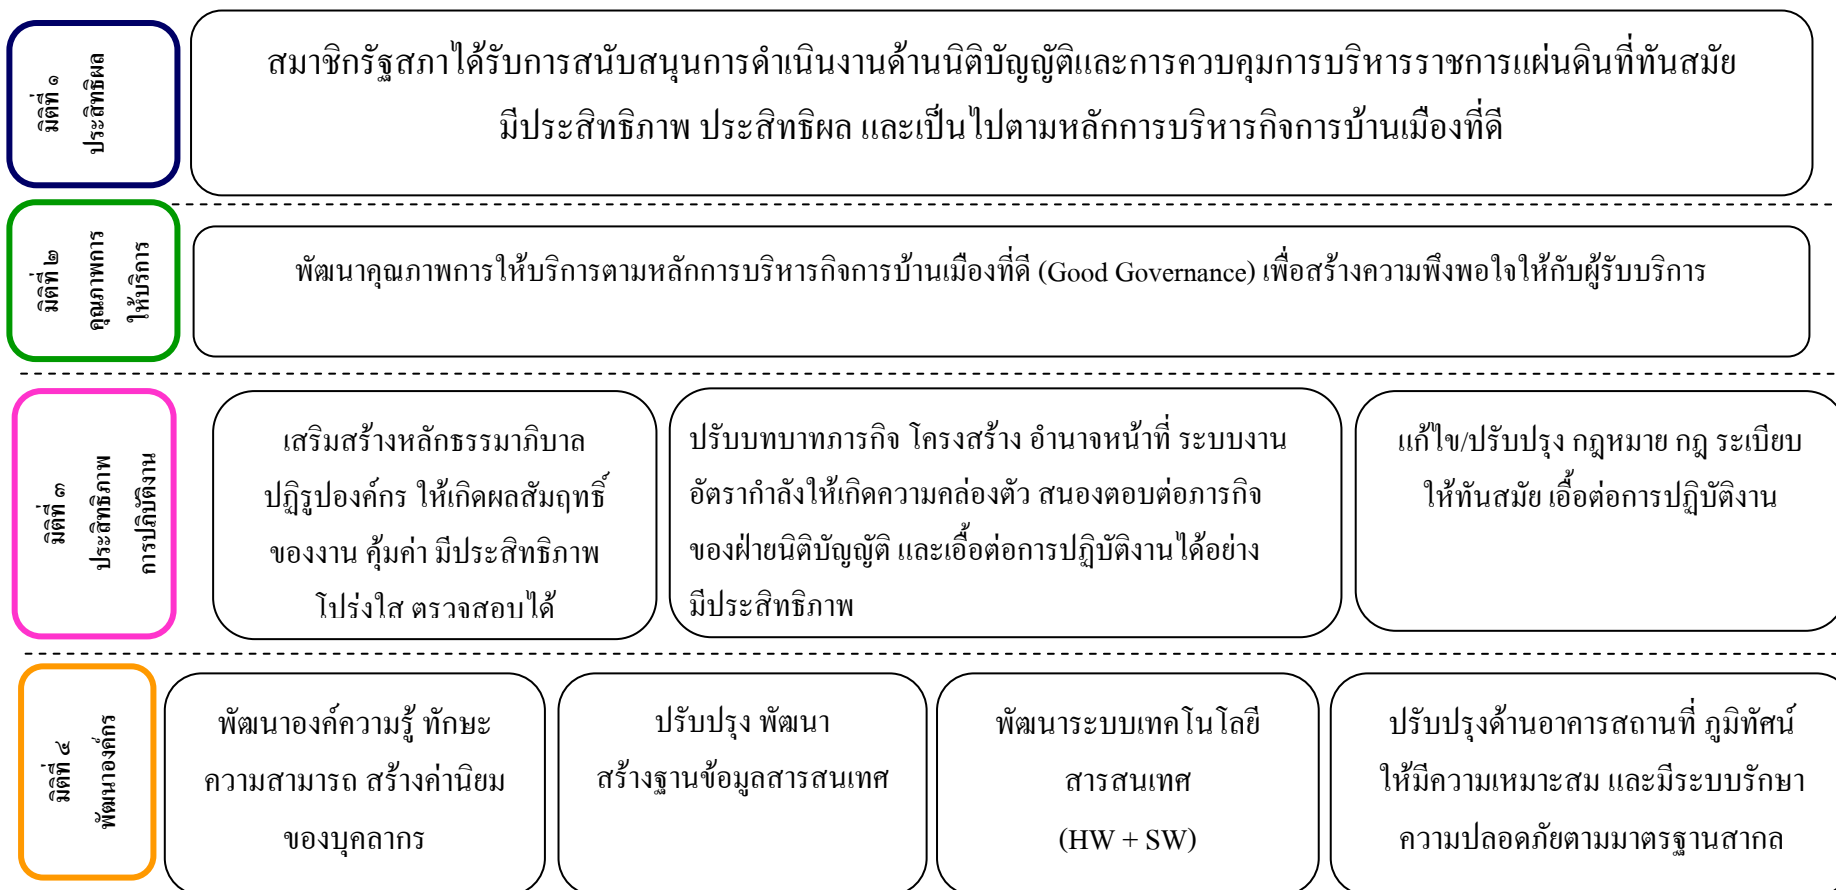 มิติที่ ๑
ประสิทธิผล
สมาชิกรัฐสภาได้รับการสนับสนุนการดำเนินงานด้านนิติบัญญัติและการควบคุมการบริหารราชการแผ่นดินที่ทันสมัย
มีประสิทธิภาพ ประสิทธิผล และเป็นไปตามหลักการบริหารกิจการบ้านเมืองที่ดี
มิติที่ ๒
คุณภาพการ
ให้บริการ
พัฒนาคุณภาพการให้บริการตามหลักการบริหารกิจการบ้านเมืองที่ดี (Good Governance) เพื่อสร้างความพึงพอใจให้กับผู้รับบริการ
มิติที่ ๓
ประสิทธิภาพ
การปฏิบัติงาน
เสริมสร้างหลักธรรมาภิบาล
ปฏิรูปองค์กร ให้เกิดผลสัมฤทธิ์
ของงาน คุ้มค่า มีประสิทธิภาพ
โปร่งใส ตรวจสอบได้
ปรับบทบาทภารกิจ โครงสร้าง อำนาจหน้าที่ ระบบงาน
อัตรากำลังให้เกิดความคล่องตัว สนองตอบต่อภารกิจ
ของฝ่ายนิติบัญญัติ และเอื้อต่อการปฏิบัติงานได้อย่าง
มีประสิทธิภาพ
แก้ไข/ปรับปรุง กฎหมาย กฎ ระเบียบ
ให้ทันสมัย เอื้อต่อการปฏิบัติงาน
มิติที่ ๔
พัฒนาองค์กร
พัฒนาองค์ความรู้ ทักษะ
ความสามารถ สร้างค่านิยม
ของบุคลากร
ปรับปรุง พัฒนา
สร้างฐานข้อมูลสารสนเทศ
พัฒนาระบบเทคโนโลยี
สารสนเทศ
(HW + SW)
ปรับปรุงด้านอาคารสถานที่ ภูมิทัศน์
ให้มีความเหมาะสม และมีระบบรักษา
ความปลอดภัยตามมาตรฐานสากล